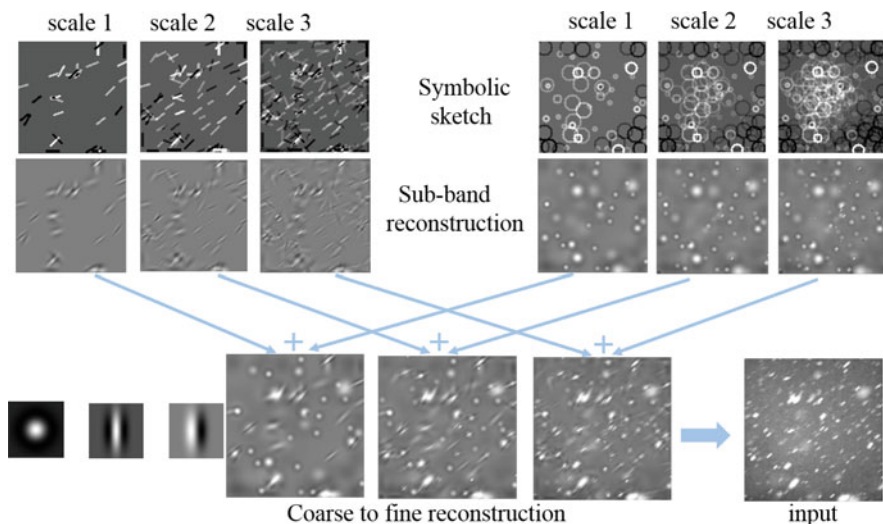 scale 1 scale 2 scale 3
scale 1 scale 2 scale 3
Symbolic
sketch
Sub-band
reconstruction
+ + +
Coarse to fine reconstruction
input